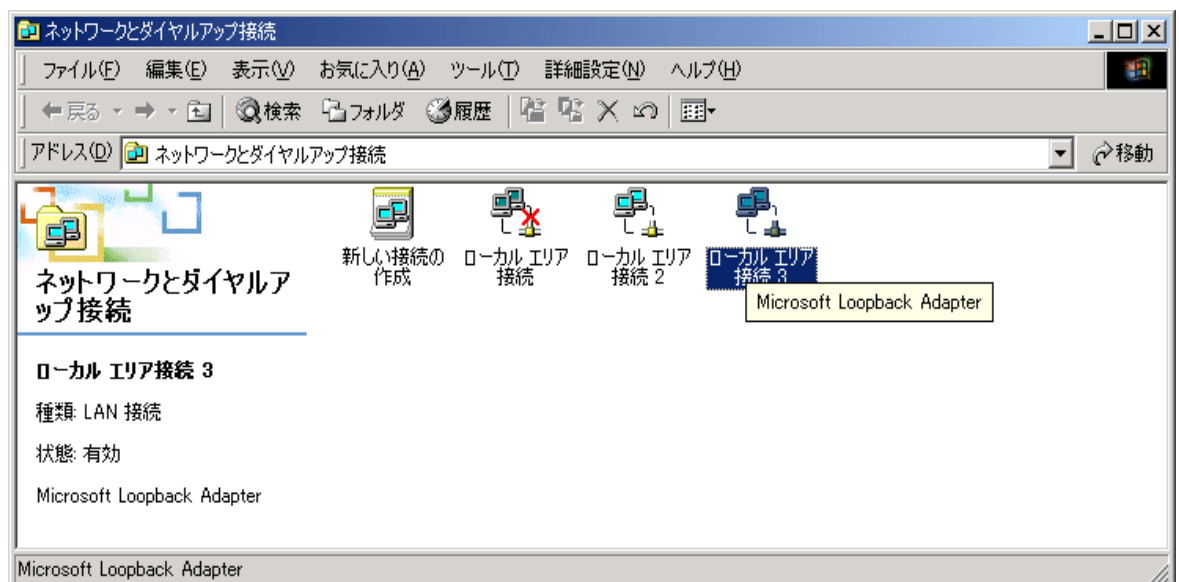 ネットワークとダイヤルアップ接続
ファイル(F) 編集(E) 表示(V) お気に入り(A) ツール(T) 詳細設定(N) ヘルプ(H)
戻る 検索 フォルダ 履歴
アドレス(D) ネットワークとダイヤルアップ接続 移動
ネットワークとダイヤルア
ップ接続
ローカル エリア接続 3
種類: LAN 接続
状態: 有効
Microsoft Loopback Adapter
新しい接続の
作成
ローカル エリア
接続
ローカル エリア
接続 2
ローカル エリア
接続 3
Microsoft Loopback Adapter
Microsoft Loopback Adapter